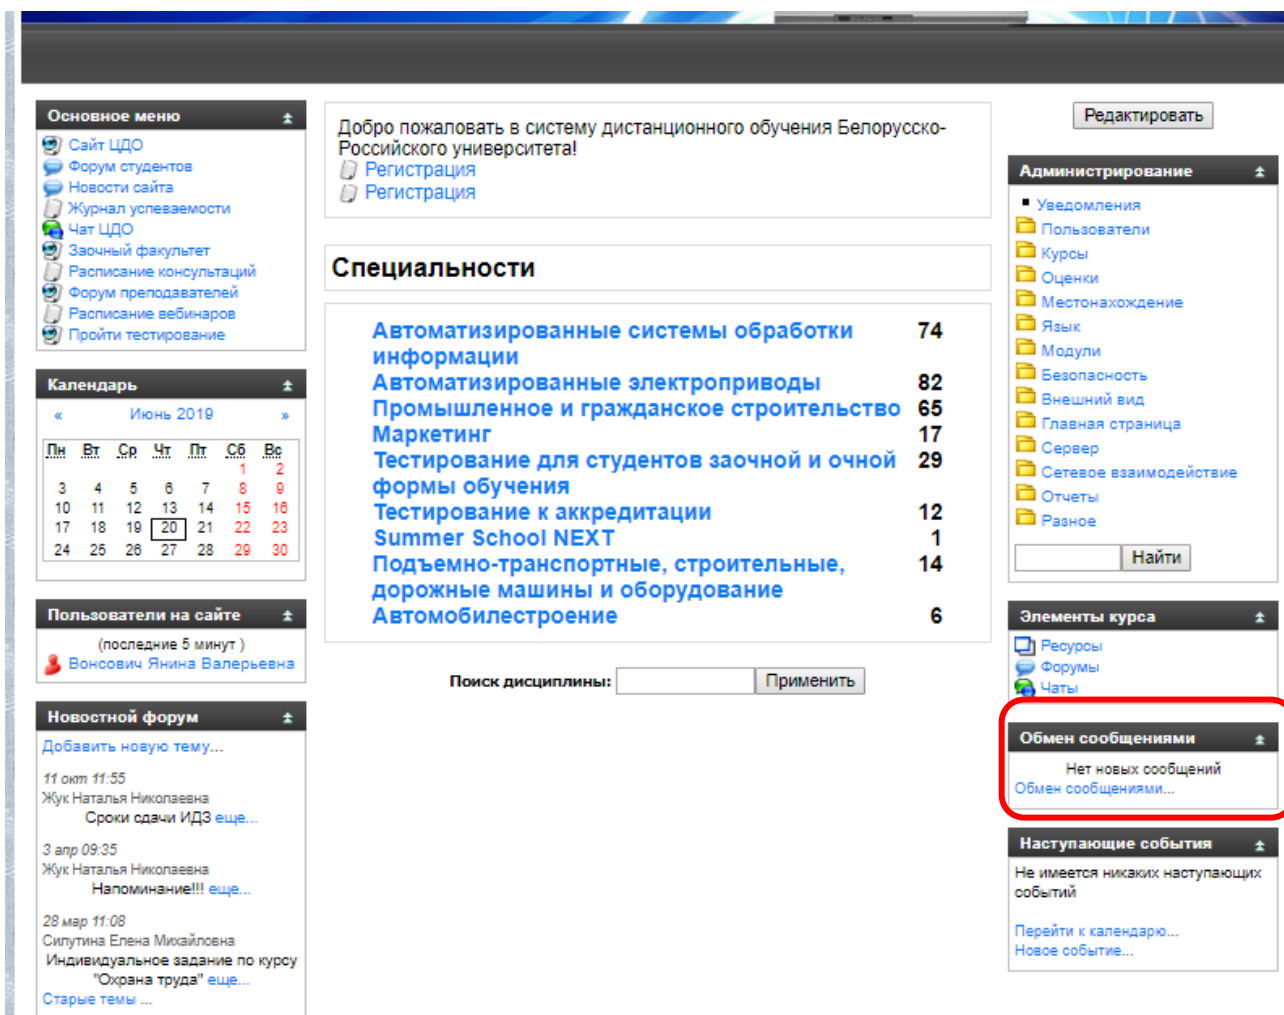 Основное меню
Сайт ЦДО
Форум студентов
Новости сайта
Журнал успеваемости
Чат ЦДО
Заочный факультет
Расписание консультаций
Форум преподавателей
Расписание вебинаров
Пройти тестирование
Календарь
« Июнь 2019 »
Пн Вт Ср Чт Пт Сб Вс
1 2
3 4 5 6 7 8 9
10 11 12 13 14 15 16
17 18 19 20 21 22 23
24 25 26 27 28 29 30
Пользователи на сайте
(последние 5 минут )
Вонсович Янина Валерьевна
Новостной форум
Добавить новую тему...
11 окт 11:55
Жук Наталья Николаевна
Сроки сдачи ИДЗ еще...
3 апр 09:35
Жук Наталья Николаевна
Напоминание!!! еще...
28 мар 11:08
Силутина Елена Михайловна
Индивидуальное задание по курсу
"Охрана труда" еще...
Старые темы ...
Добро пожаловать в систему дистанционного обучения Белорусско-
Российского университета!
Регистрация
Регистрация
Специальности
Автоматизированные системы обработки 74
информации
Автоматизированные электроприводы 82
Промышленное и гражданское строительство 65
Маркетинг 17
Тестирование для студентов заочной и очной 29
формы обучения
Тестирование к аккредитации 12
Summer School NEXT 1
Подъемно-транспортные, строительные, 14
дорожные машины и оборудование
Автомобилестроение 6
Поиск дисциплины: Применить
Редактировать
Администрирование
Уведомления
Пользователи
Курсы
Оценки
Местонахождение
Язык
Модули
Безопасность
Внешний вид
Главная страница
Сервер
Сетевое взаимодействие
Отчеты
Разное
Найти
Элементы курса
Ресурсы
Форумы
Чаты
Обмен сообщениями
Нет новых сообщений
Обмен сообщениями...
Наступающие события
Не имеется никаких наступающих
событий
Перейти к календарю...
Новое событие...